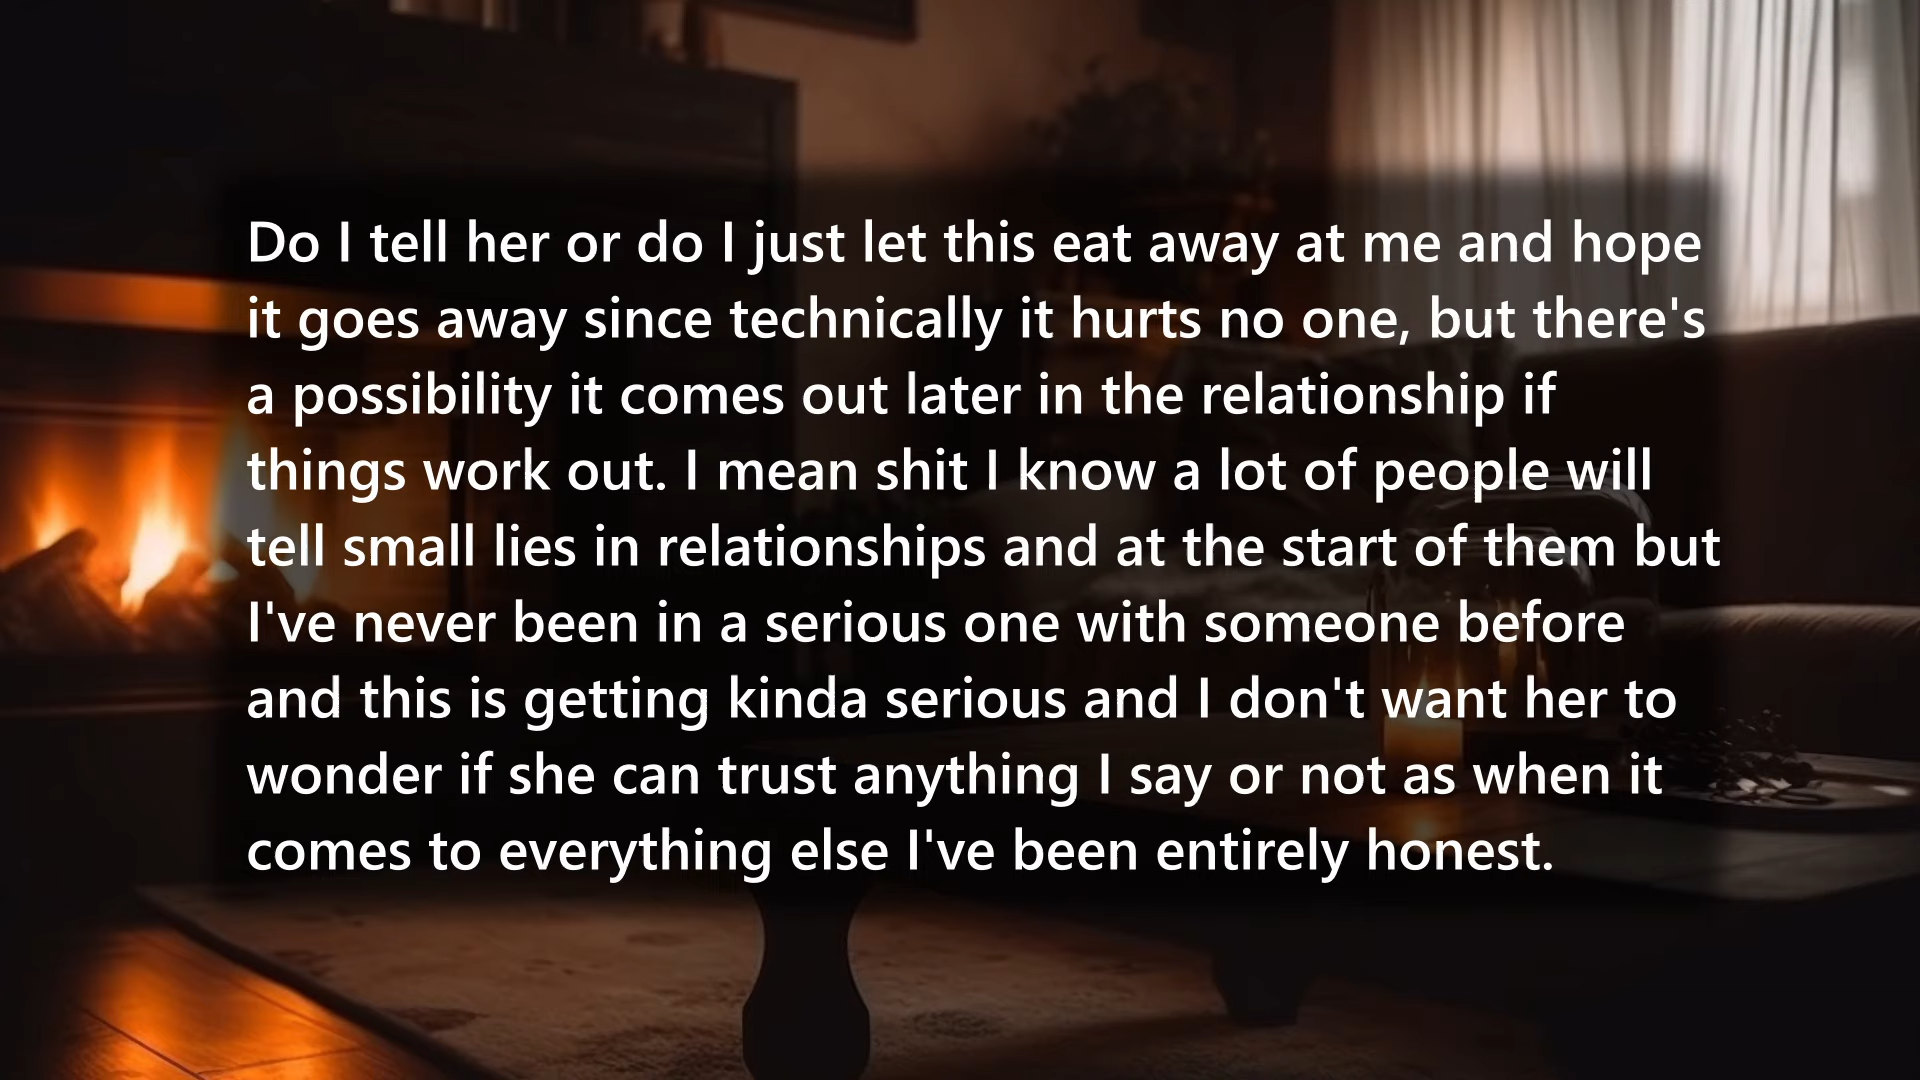 Do I tell her or do I just let this eat away at me and hope
it goes away since technically it hurts no one, but there's
a possibility it comes out later in the relationship if
things work out. I mean shit I know a lot of people will
tell small lies in relationships and at the start of them but
I've never been in a serious one with someone before
and this is getting kinda serious and I don't want her to
wonder if she can trust anything I say or not as when it
comes to everything else I've been entirely honest.